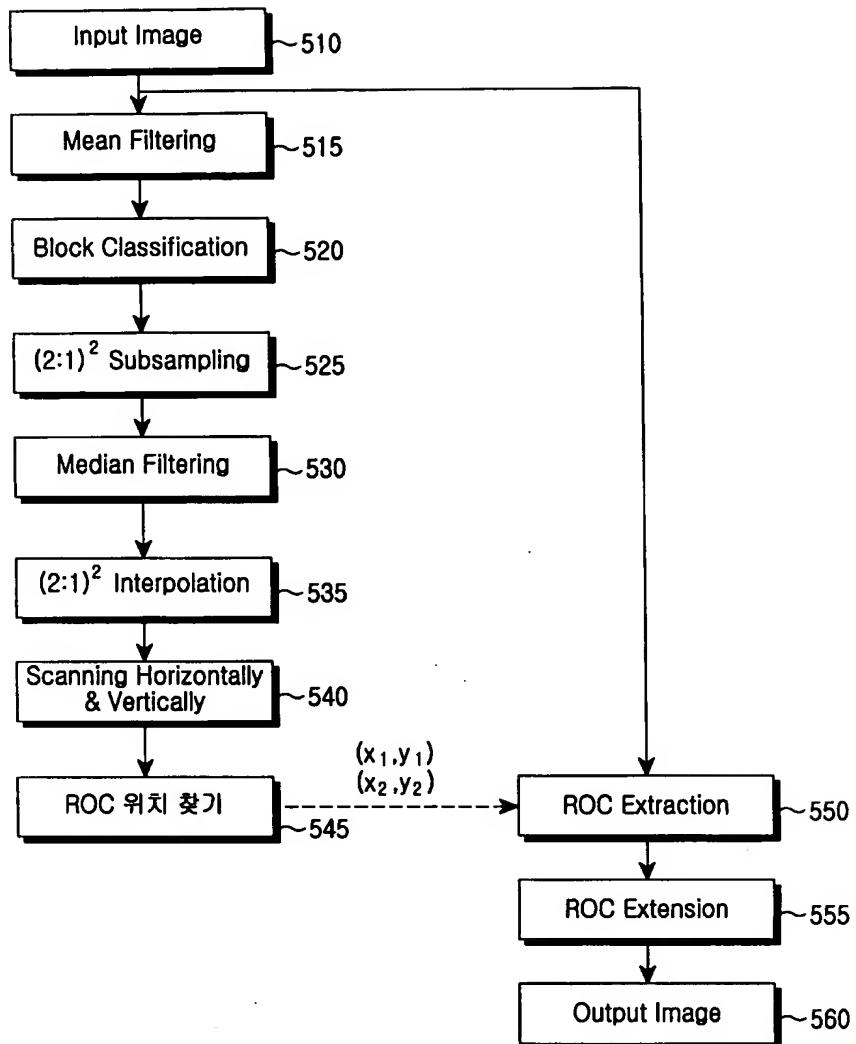 Input Image
510
Mean Filtering
515
Block Classification
520
(2:1)² Subsampling
525
Median Filtering
530
(2:1)² Interpolation
535
Scanning Horizontally
& Vertically
540
ROC 위치 찾기
545
(x₁,y₁)
(x₂,y₂)
ROC Extraction
550
ROC Extension
555
Output Image
560